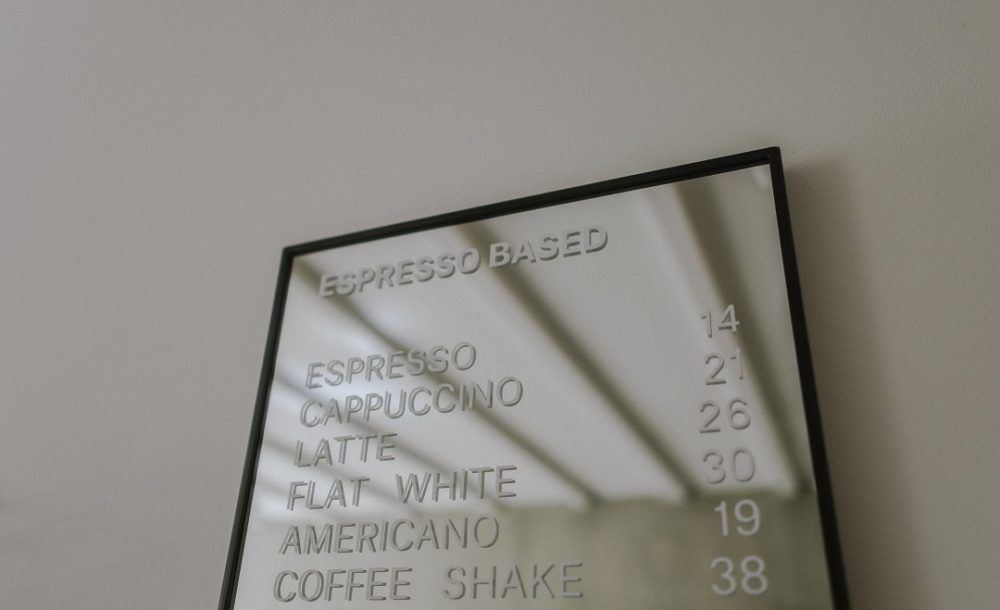 ESPRESSO BASED
ESPRESSO 14
CAPPUCCINO 21
LATTE 26
FLAT WHITE 30
AMERICANO 19
COFFEE SHAKE 38